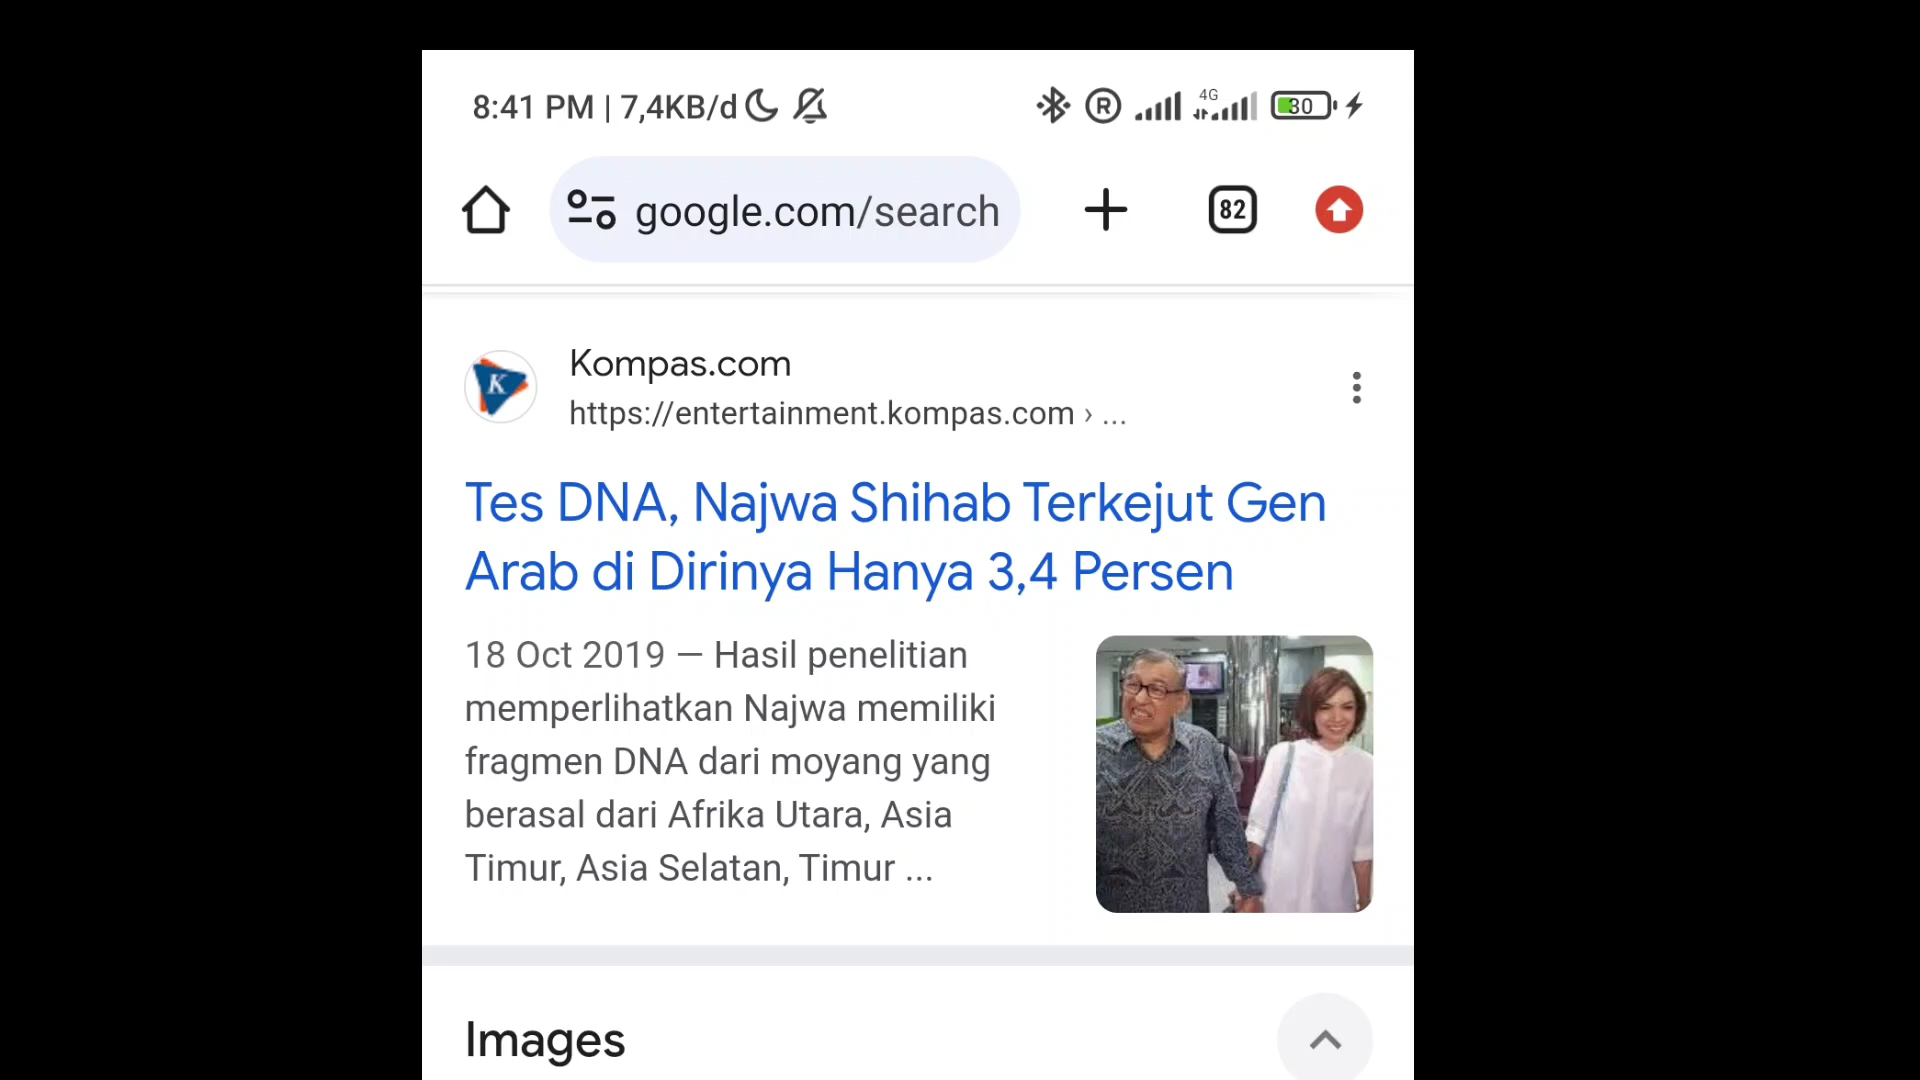 8:41 PM | 7,4KB/d
R
4G
30
google.com/search
82
Kompas.com
K
https://entertainment.kompas.com › ...
Tes DNA, Najwa Shihab Terkejut Gen
Arab di Dirinya Hanya 3,4 Persen
18 Oct 2019 — Hasil penelitian
memperlihatkan Najwa memiliki
fragmen DNA dari moyang yang
berasal dari Afrika Utara, Asia
Timur, Asia Selatan, Timur ...
Images